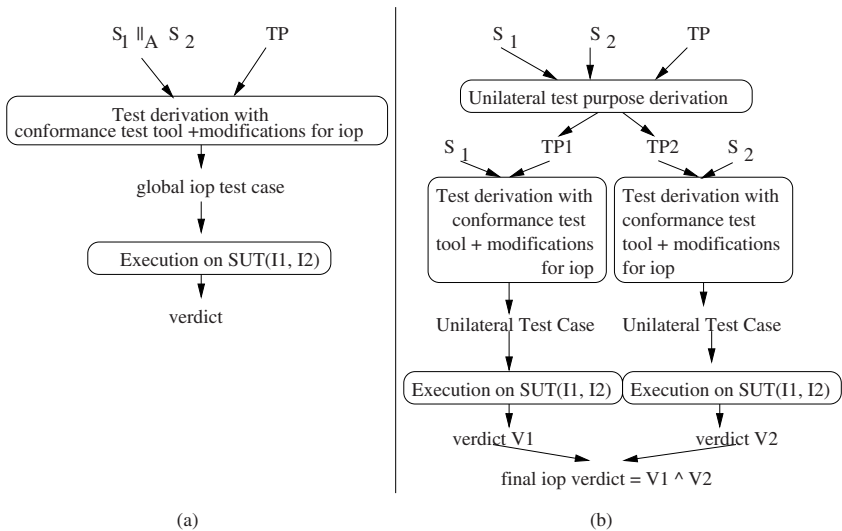 S1 ||A S2
TP
Test derivation with
conformance test tool +modifications for iop
global iop test case
Execution on SUT(I1, I2)
verdict
(a)
S1
S2
TP
Unilateral test purpose derivation
S1
TP1
TP2
S2
Test derivation with
conformance test
tool + modifications
for iop
Test derivation with
conformance test
tool + modifications
for iop
Unilateral Test Case
Unilateral Test Case
Execution on SUT(I1, I2)
Execution on SUT(I1, I2)
verdict V1
verdict V2
final iop verdict = V1 ^ V2
(b)